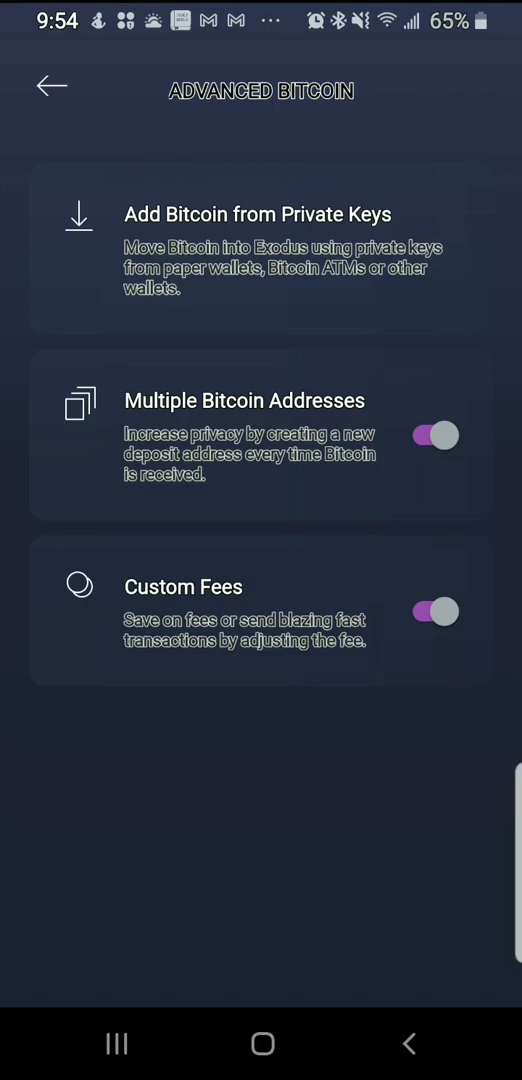 9:54
65%
ADVANCED BITCOIN
Add Bitcoin from Private Keys
Move Bitcoin into Exodus using private keys
from paper wallets, Bitcoin ATMs or other
wallets.
Multiple Bitcoin Addresses
Increase privacy by creating a new
deposit address every time Bitcoin
is received.
Custom Fees
Save on fees or send blazing fast
transactions by adjusting the fee.